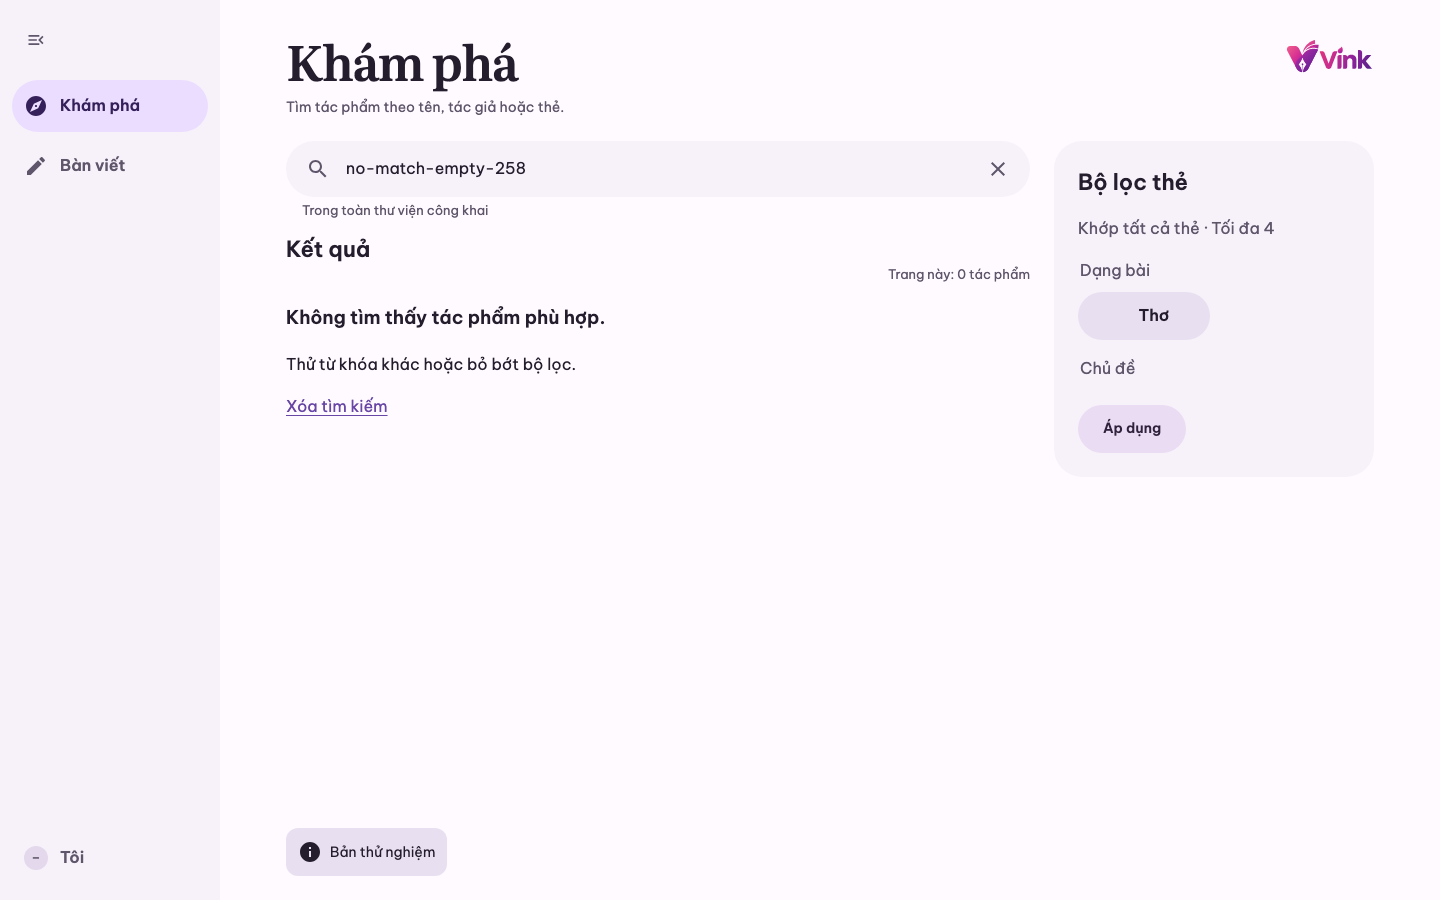 Khám phá
Bàn viết
Tôi
Khám phá
Tìm tác phẩm theo tên, tác giả hoặc thẻ.
Vink
no-match-empty-258
Trong toàn thư viện công khai
Kết quả
Trang này: 0 tác phẩm
Không tìm thấy tác phẩm phù hợp.
Thử từ khóa khác hoặc bỏ bớt bộ lọc.
Xóa tìm kiếm
Bộ lọc thẻ
Khớp tất cả thẻ · Tối đa 4
Dạng bài
Thơ
Chủ đề
Áp dụng
Bản thử nghiệm